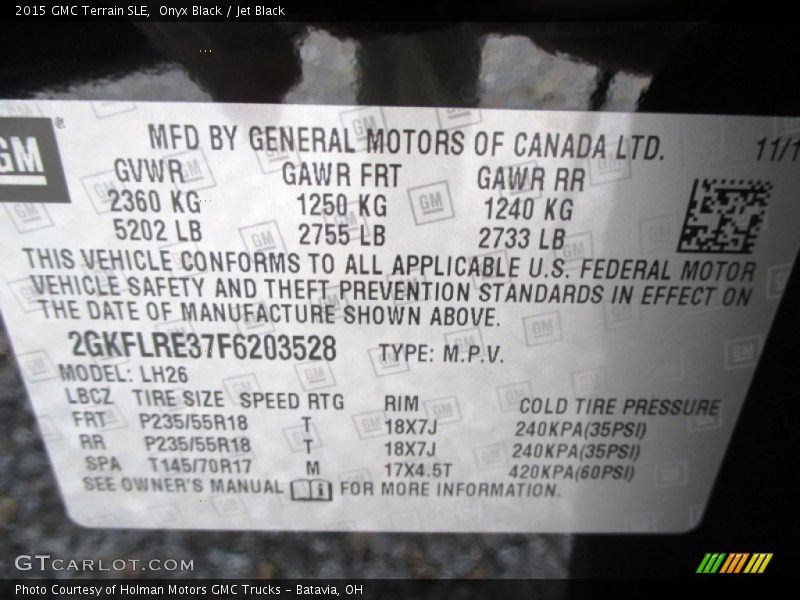 2015 GMC Terrain SLE,  Onyx Black / Jet Black
GM ®
MFD BY GENERAL MOTORS OF CANADA LTD. 11/1
GVWR GAWR FRT GAWR RR
2360 KG 1250 KG 1240 KG
5202 LB 2755 LB 2733 LB
THIS VEHICLE CONFORMS TO ALL APPLICABLE U.S. FEDERAL MOTOR
VEHICLE SAFETY AND THEFT PREVENTION STANDARDS IN EFFECT ON
THE DATE OF MANUFACTURE SHOWN ABOVE.
2GKFLRE37F6203528 TYPE: M.P.V.
MODEL: LH26
LBCZ TIRE SIZE SPEED RTG RIM COLD TIRE PRESSURE
FRT P235/55R18 T 18X7J 240KPA(35PSI)
RR P235/55R18 T 18X7J 240KPA(35PSI)
SPA T145/70R17 M 17X4.5T 420KPA(60PSI)
SEE OWNER'S MANUAL FOR MORE INFORMATION.
GTCARLOT.COM
Photo Courtesy of Holman Motors GMC Trucks - Batavia, OH